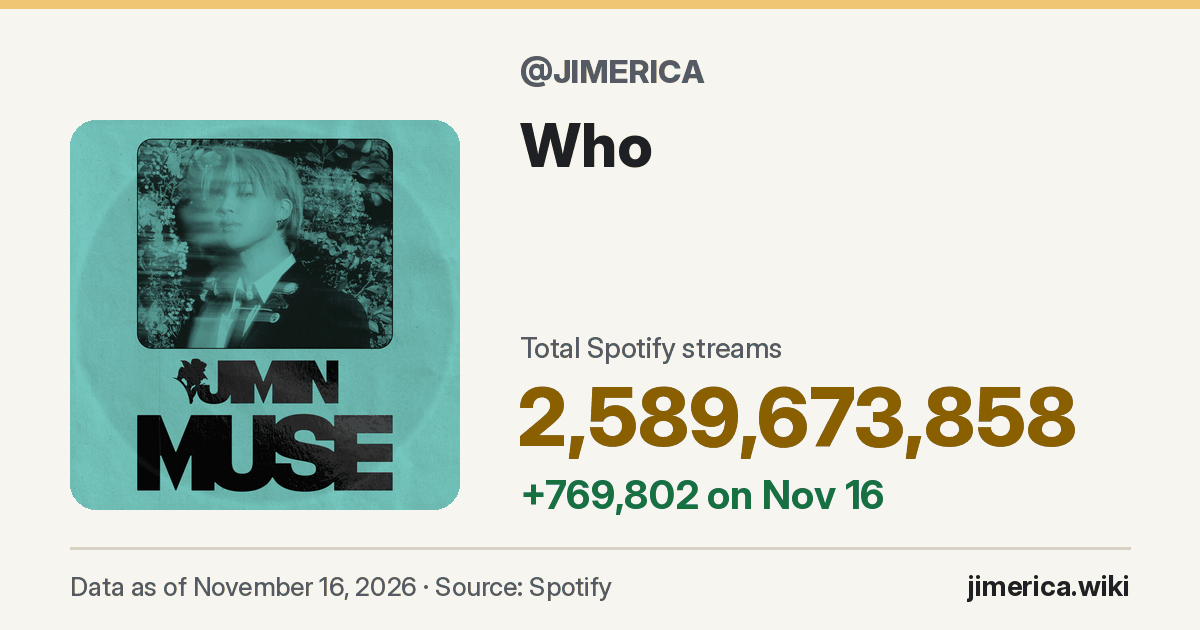 @JIMERICA
Who
JIMIN
MUSE
Total Spotify streams
2,589,673,858
+769,802 on Nov 16
Data as of November 16, 2026 · Source: Spotify
jimerica.wiki